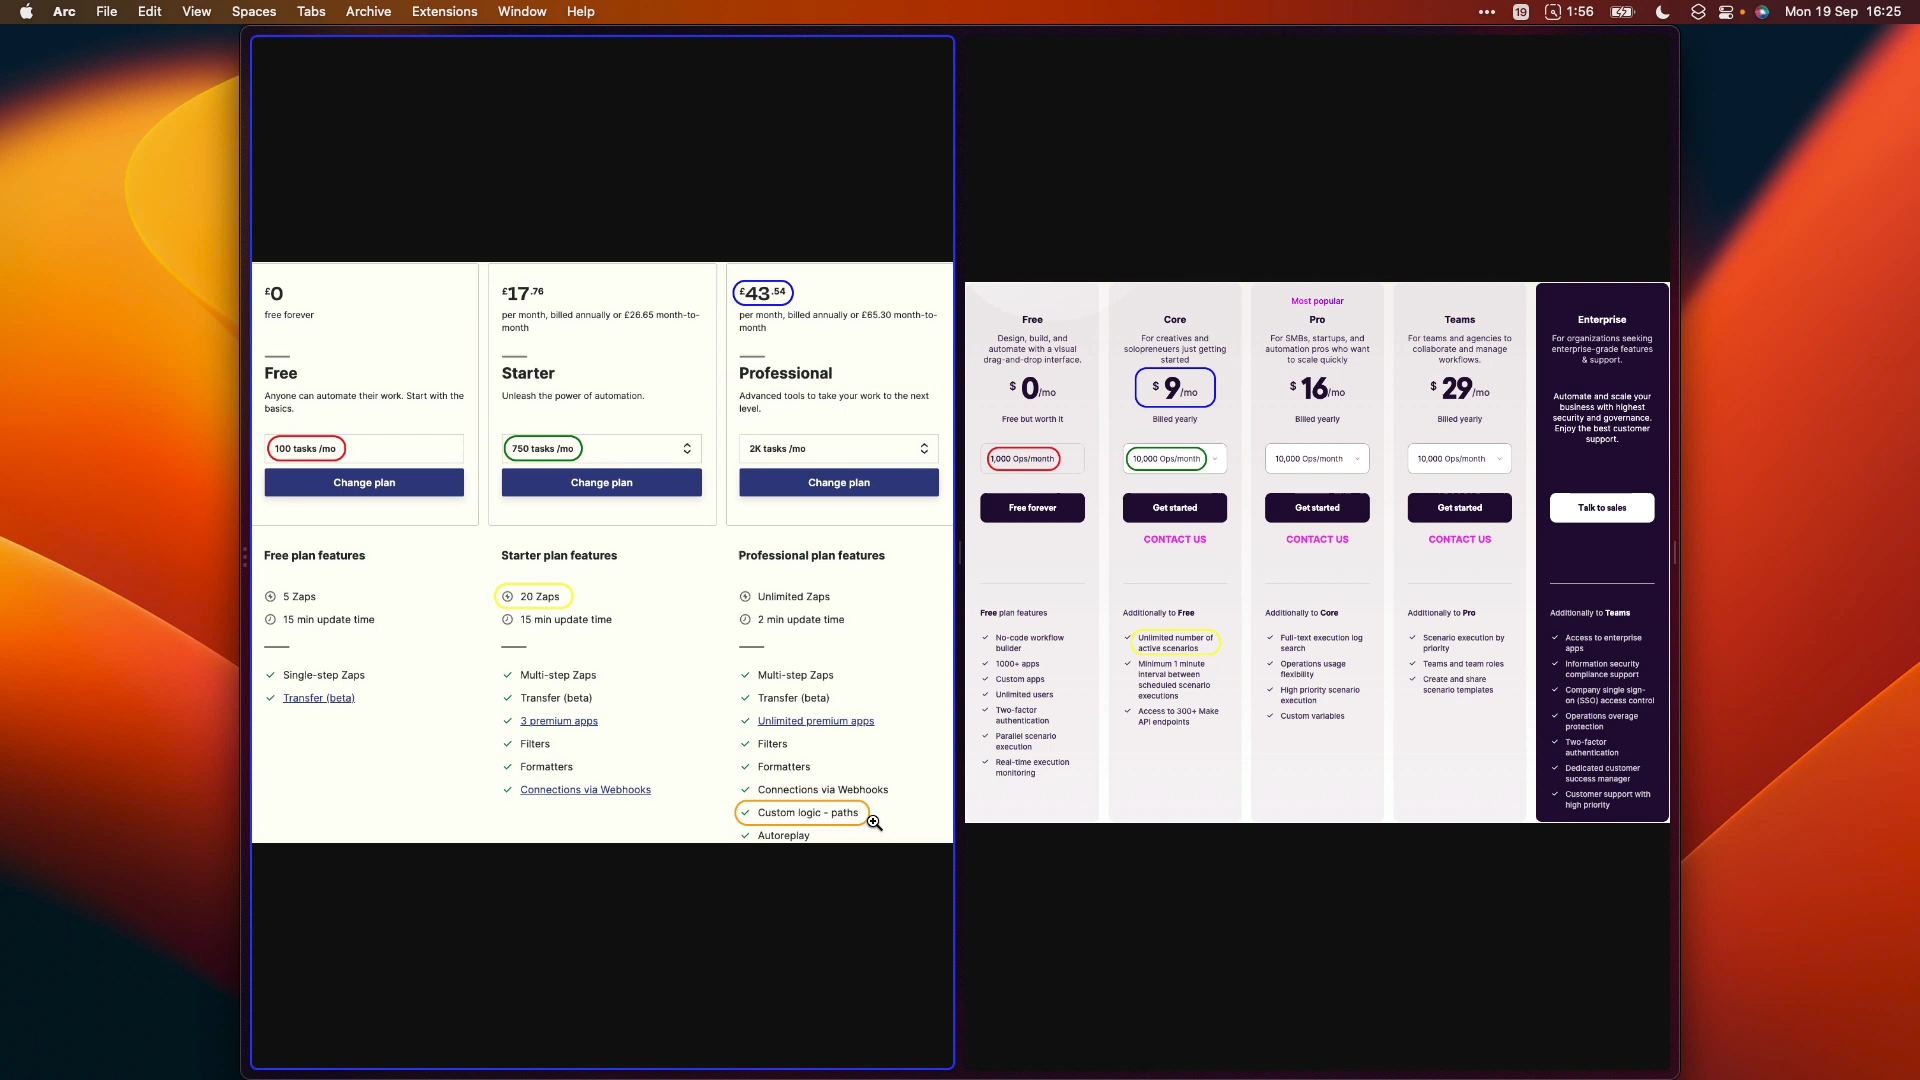 Arc File Edit View Spaces Tabs Archive Extensions Window Help
19 1:56 Mon 19 Sep 16:25
£0
free forever
Free
Anyone can automate their work. Start with the
basics.
100 tasks /mo
Change plan
Free plan features
5 Zaps
15 min update time
Single-step Zaps
Transfer (beta)
£17.76
per month, billed annually or £26.65 month-to-
month
Starter
Unleash the power of automation.
750 tasks /mo
Change plan
Starter plan features
20 Zaps
15 min update time
Multi-step Zaps
Transfer (beta)
3 premium apps
Filters
Formatters
Connections via Webhooks
£43.54
per month, billed annually or £65.30 month-to-
month
Professional
Advanced tools to take your work to the next
level.
2K tasks /mo
Change plan
Professional plan features
Unlimited Zaps
2 min update time
Multi-step Zaps
Transfer (beta)
Unlimited premium apps
Filters
Formatters
Connections via Webhooks
Custom logic - paths
Autoreplay
Free
Design, build, and
automate with a visual
drag-and-drop interface.
$0/mo
Free but worth it
1,000 Ops/month
Free forever
Free plan features
No-code workflow
builder
1000+ apps
Custom apps
Unlimited users
Two-factor
authentication
Parallel scenario
execution
Real-time execution
monitoring
Core
For creatives and
solopreneuers just getting
started
$9/mo
Billed yearly
10,000 Ops/month
Get started
CONTACT US
Additionally to Free
Unlimited number of
active scenarios
Minimum 1 minute
interval between
scheduled scenario
executions
Access to 300+ Make
API endpoints
Most popular
Pro
For SMBs, startups, and
automation pros who want
to scale quickly
$16/mo
Billed yearly
10,000 Ops/month
Get started
CONTACT US
Additionally to Core
Full-text execution log
search
Operations usage
flexibility
High priority scenario
execution
Custom variables
Teams
For teams and agencies to
collaborate and manage
workflows.
$29/mo
Billed yearly
10,000 Ops/month
Get started
CONTACT US
Additionally to Pro
Scenario execution by
priority
Teams and team roles
Create and share
scenario templates
Enterprise
For organizations seeking
enterprise-grade features
& support.
Automate and scale your
business with highest
security and governance.
Enjoy the best customer
support.
Talk to sales
Additionally to Teams
Access to enterprise
apps
Information security
compliance support
Company single sign-
on (SSO) access control
Operations overage
protection
Two-factor
authentication
Dedicated customer
success manager
Customer support with
high priority